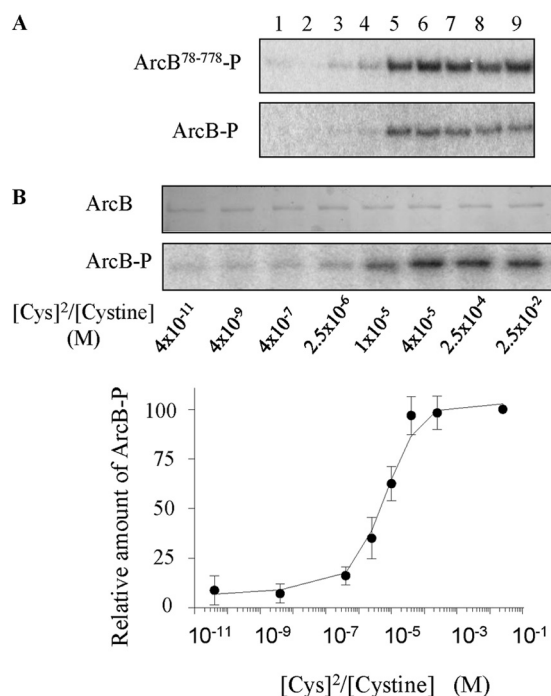 A
1 2 3 4 5 6 7 8 9
ArcB78-778-P
ArcB-P
B
ArcB
ArcB-P
[Cys]2/[Cystine]
(M)
4x10-11 4x10-9 4x10-7 2.5x10-6 1x10-5 4x10-5 2.5x10-4 2.5x10-2
Relative amount of ArcB-P
100
75
50
25
0
10-11 10-9 10-7 10-5 10-3 10-1
[Cys]2/[Cystine] (M)